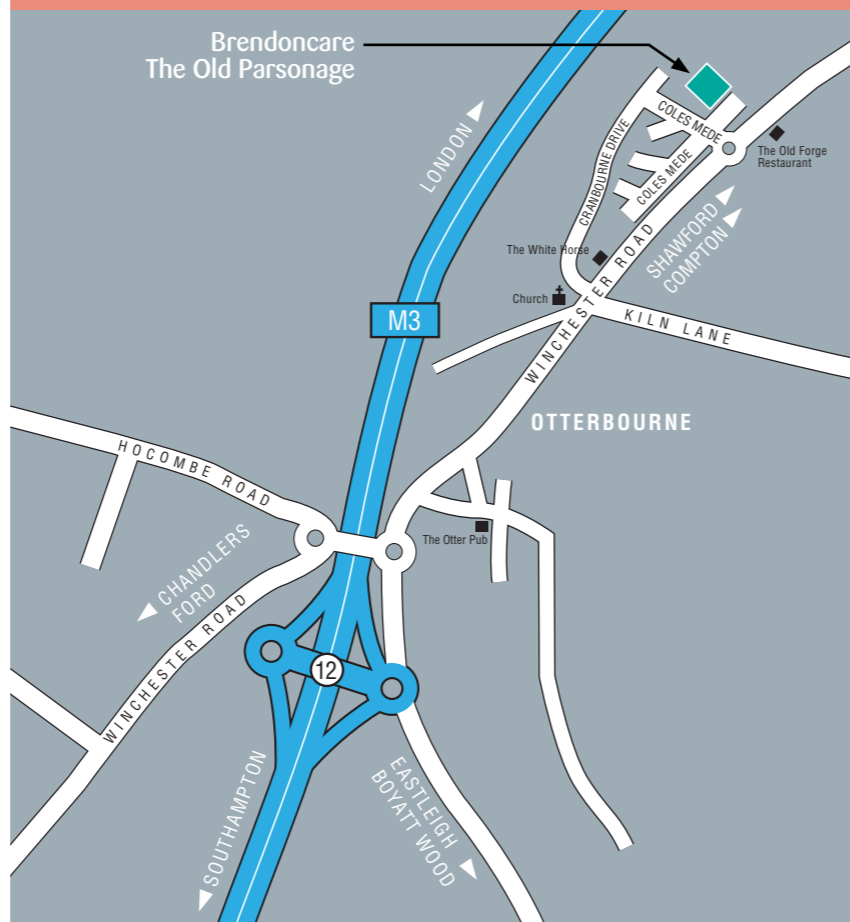 Brendoncare
The Old Parsonage
LONDON
COLES MEDE
The Old Forge
Restaurant
CRANBOURNE DRIVE
COLES MEDE
SHAWFORD
COMPTON
The White Horse
Church
WINCHESTER ROAD
KILN LANE
M3
OTTERBOURNE
HOCOMBE ROAD
The Otter Pub
CHANDLERS
FORD
WINCHESTER ROAD
12
SOUTHAMPTON
EASTLEIGH
BOYATT WOOD